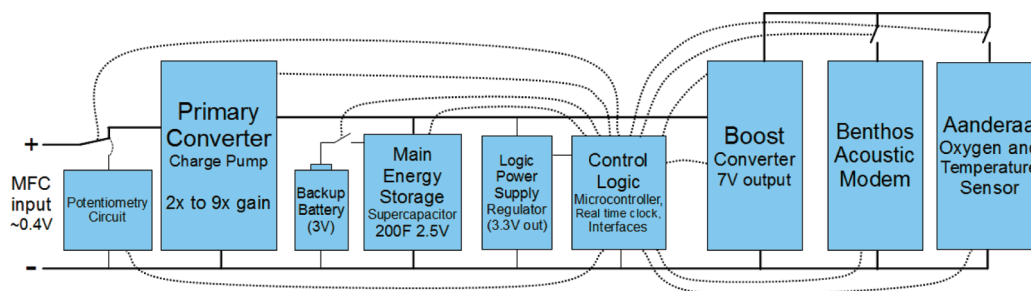 +
MFC
input
~0.4V
-
Potentiometry
Circuit
Primary
Converter
Charge Pump
2x to 9x gain
Backup
Battery
(3V)
Main
Energy
Storage
Supercapacitor
200F 2.5V
Logic
Power
Supply
Regulator
(3.3V out)
Control
Logic
Microcontroller,
Real time clock,
Interfaces
Boost
Converter
7V output
Benthos
Acoustic
Modem
Aanderaa
Oxygen and
Temperature
Sensor